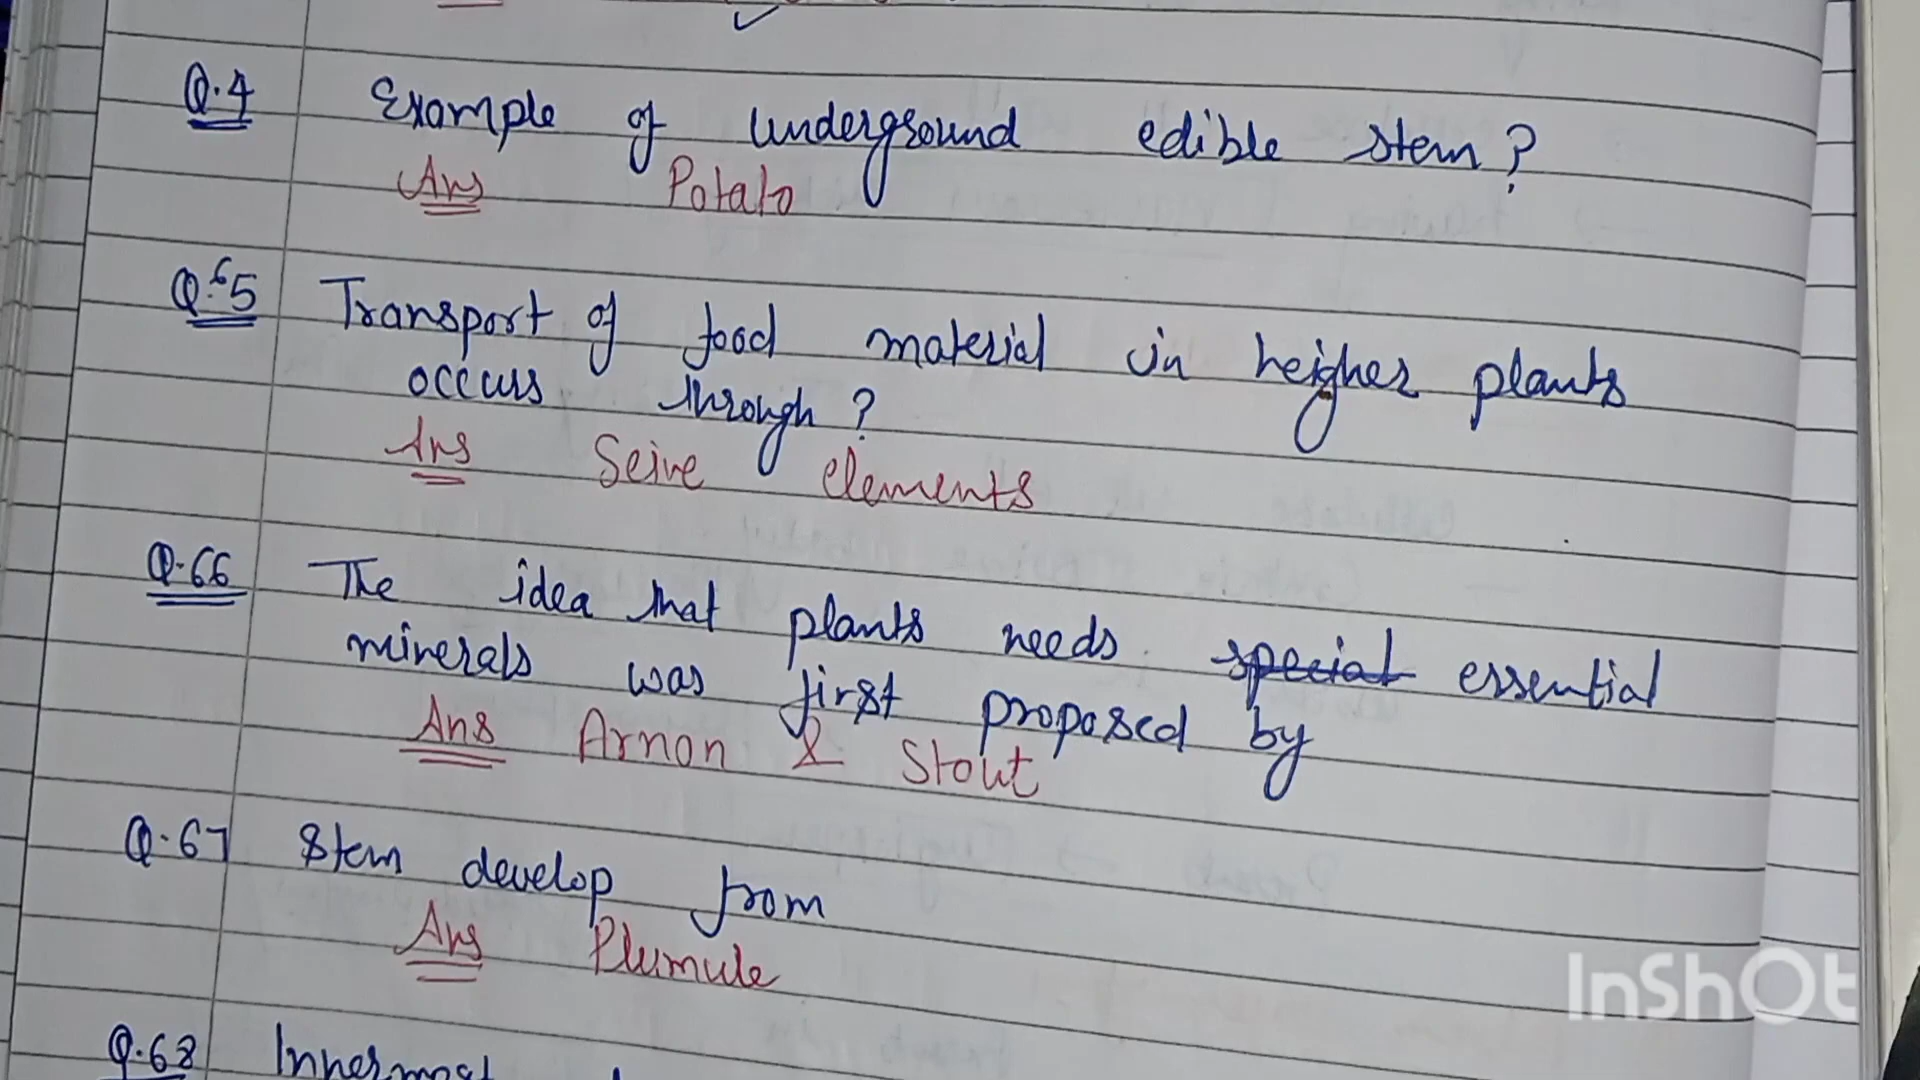 Q.4 Example of underground edible stem?
Ans Potato
Q.65 Transport of food material in heigher plants
occurs through?
Ans Seive elements
Q.66 The idea that plants needs special essential
minerals was first proposed by
Ans Arnon & Stout
Q.67 Stem develop from
Ans Plumule
Q.68 Innermost
InShOt